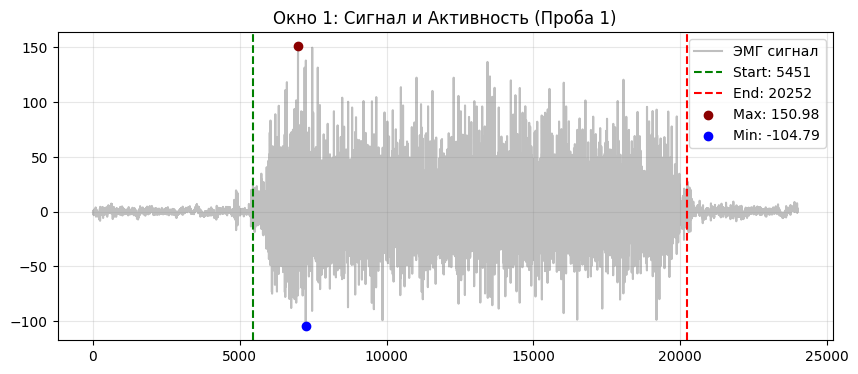 Окно 1: Сигнал и Активность (Проба 1)
150
100
50
0
−50
−100
0
5000
10000
15000
20000
25000
ЭМГ сигнал
Start: 5451
End: 20252
Max: 150.98
Min: -104.79